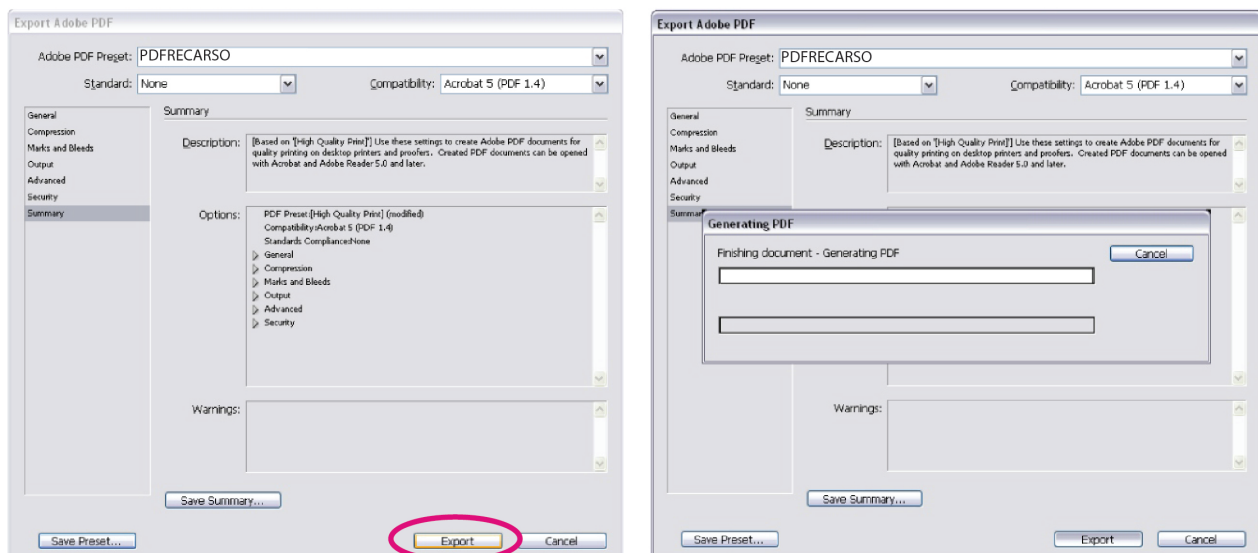 Export Adobe PDF
Adobe PDF Preset: PDFRECARSO
Standard: None Compatibility: Acrobat 5 (PDF 1.4)
General
Compression
Marks and Bleeds
Output
Advanced
Security
Summary
Summary
Description: [Based on '[High Quality Print]'] Use these settings to create Adobe PDF documents for
quality printing on desktop printers and proofers. Created PDF documents can be opened
with Acrobat and Adobe Reader 5.0 and later.
Options: PDF Preset:[High Quality Print] (modified)
Compatibility:Acrobat 5 (PDF 1.4)
Standards Compliance:None
General
Compression
Marks and Bleeds
Output
Advanced
Security
Warnings:
Save Summary...
Save Preset... Export Cancel
Export Adobe PDF
Adobe PDF Preset: PDFRECARSO
Standard: None Compatibility: Acrobat 5 (PDF 1.4)
General
Compression
Marks and Bleeds
Output
Advanced
Security
Summary
Description: [Based on '[High Quality Print]'] Use these settings to create Adobe PDF documents for
quality printing on desktop printers and proofers. Created PDF documents can be opened
with Acrobat and Adobe Reader 5.0 and later.
Generating PDF
Finishing document - Generating PDF
Cancel
Warnings:
Save Summary...
Save Preset... Export Cancel